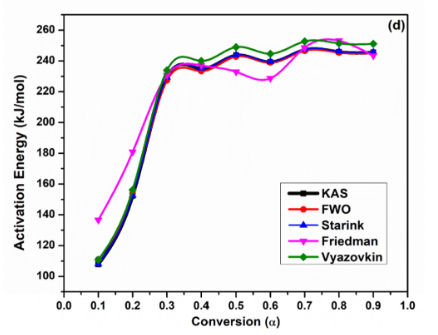 (d)
260
240
220
200
180
160
140
120
100
Activation Energy (kJ/mol)
KAS
FWO
Starink
Friedman
Vyazovkin
0.0 0.1 0.2 0.3 0.4 0.5 0.6 0.7 0.8 0.9 1.0
Conversion (α)